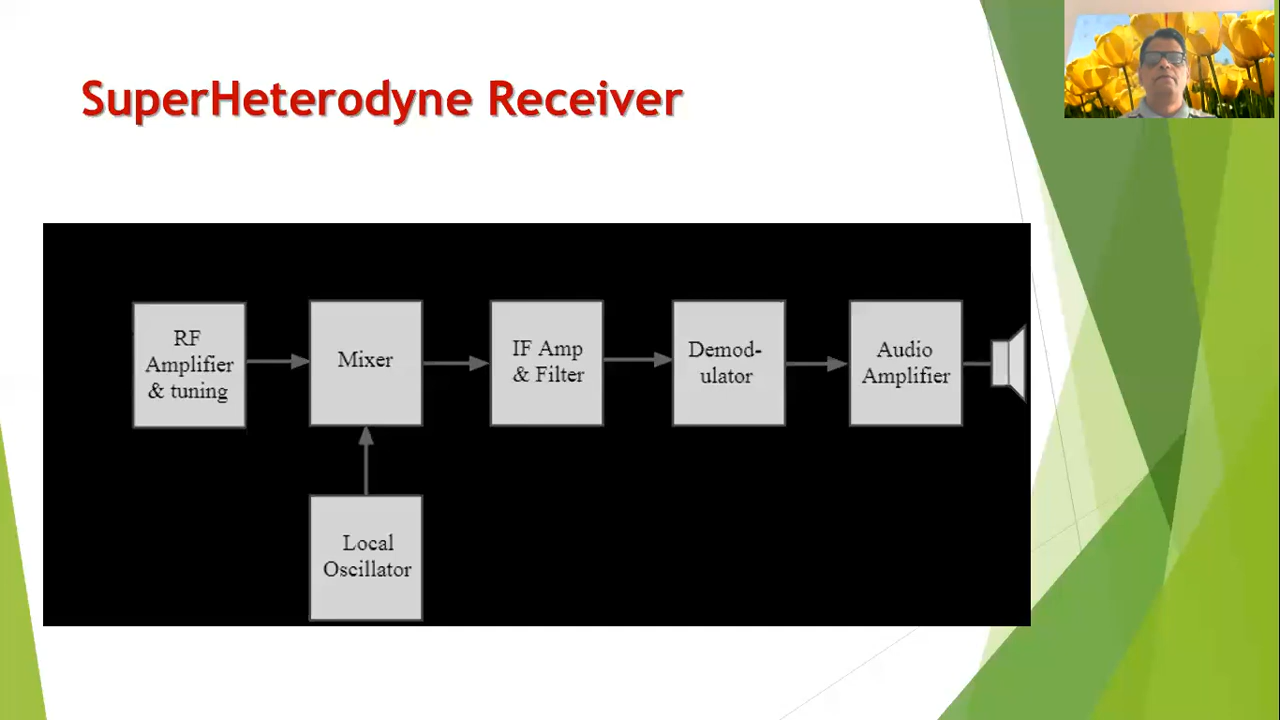 SuperHeterodyne Receiver
RF
Amplifier
& tuning
Mixer
IF Amp
& Filter
Demod-
ulator
Audio
Amplifier
Local
Oscillator